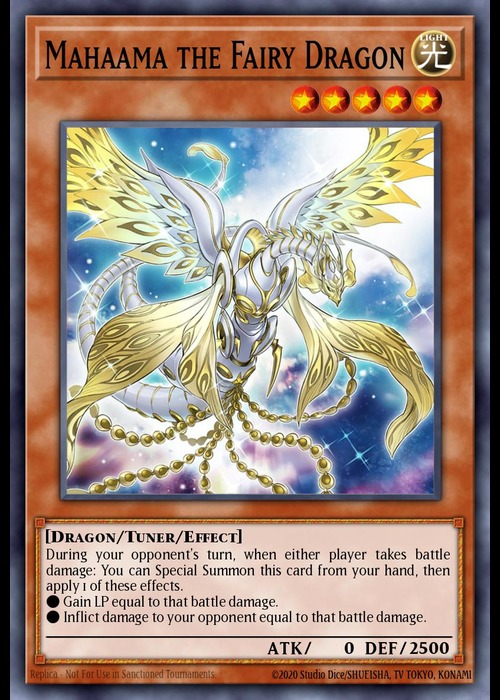 MAHAAMA THE FAIRY DRAGON
LIGHT
光
[DRAGON/TUNER/EFFECT]
During your opponent's turn, when either player takes battle
damage: You can Special Summon this card from your hand, then
apply 1 of these effects.
● Gain LP equal to that battle damage.
● Inflict damage to your opponent equal to that battle damage.
ATK/ 0 DEF/2500
Replica - Not For Use in Sanctioned Tournaments
©2020 Studio Dice/SHUEISHA, TV TOKYO, KONAMI